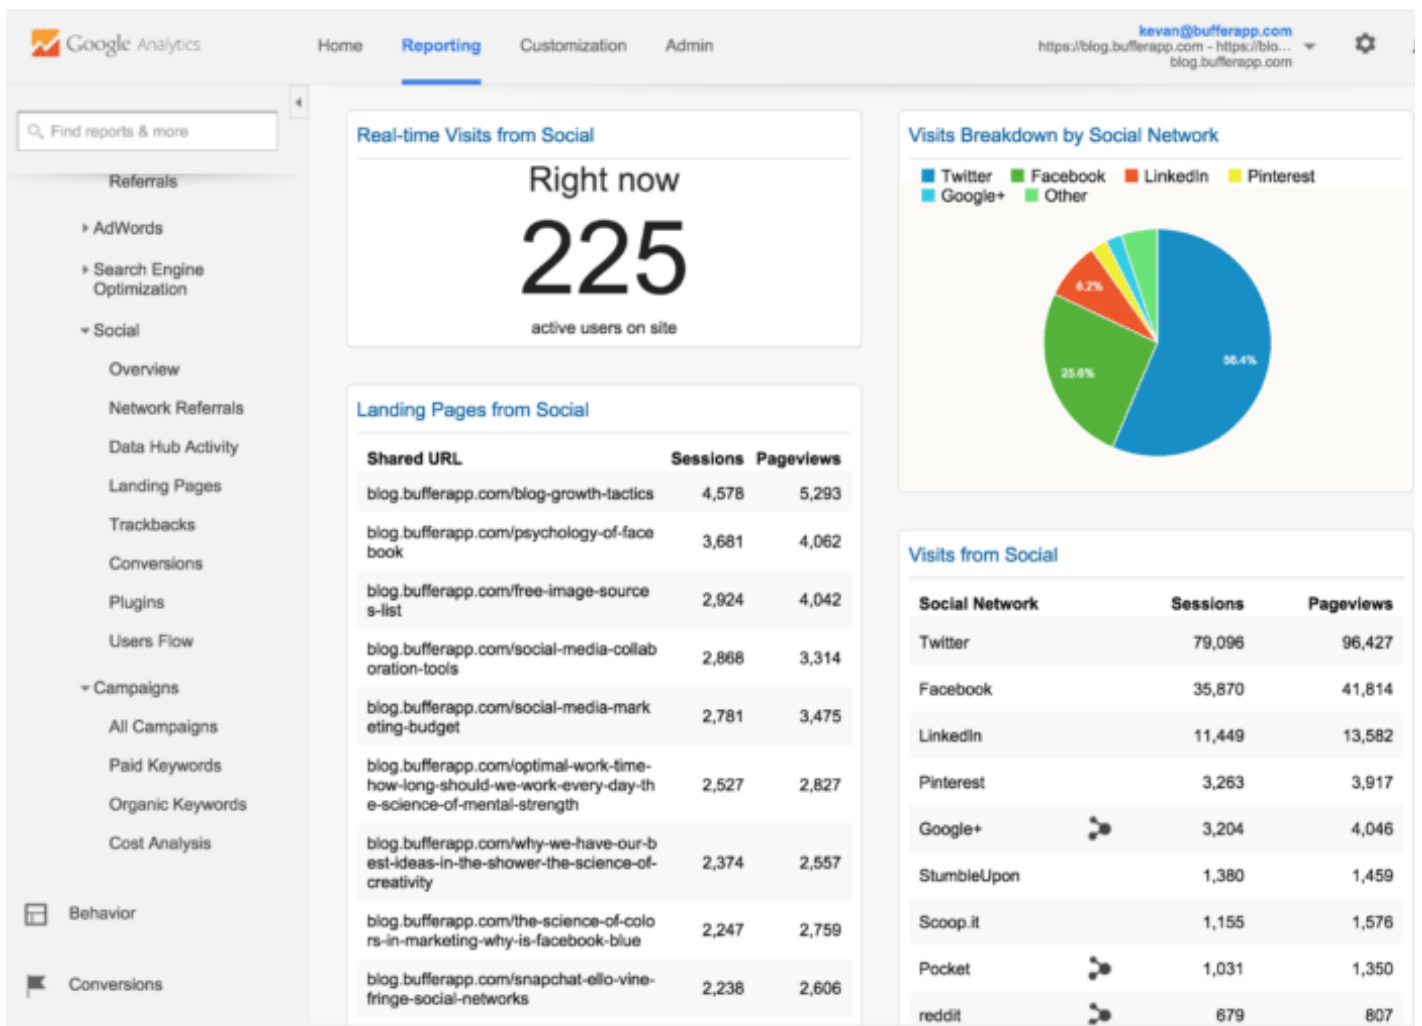 Google Analytics
Home Reporting Customization Admin
kevan@bufferapp.com
https://blog.bufferapp.com - https://blo...
blog.bufferapp.com
Find reports & more
Referrals
AdWords
Search Engine
Optimization
Social
Overview
Network Referrals
Data Hub Activity
Landing Pages
Trackbacks
Conversions
Plugins
Users Flow
Campaigns
All Campaigns
Paid Keywords
Organic Keywords
Cost Analysis
Behavior
Conversions
Real-time Visits from Social
Right now
225
active users on site
Landing Pages from Social
Shared URL Sessions Pageviews
blog.bufferapp.com/blog-growth-tactics 4,578 5,293
blog.bufferapp.com/psychology-of-face
book 3,681 4,062
blog.bufferapp.com/free-image-source
s-list 2,924 4,042
blog.bufferapp.com/social-media-collab
oration-tools 2,868 3,314
blog.bufferapp.com/social-media-mark
eting-budget 2,781 3,475
blog.bufferapp.com/optimal-work-time-
how-long-should-we-work-every-day-th 2,527 2,827
e-science-of-mental-strength
blog.bufferapp.com/why-we-have-our-b
est-ideas-in-the-shower-the-science-of- 2,374 2,557
creativity
blog.bufferapp.com/the-science-of-colo
rs-in-marketing-why-is-facebook-blue 2,247 2,759
blog.bufferapp.com/snapchat-ello-vine-
fringe-social-networks 2,238 2,606
Visits Breakdown by Social Network
Twitter Facebook LinkedIn Pinterest
Google+ Other
8.2%
56.4%
25.6%
Visits from Social
Social Network Sessions Pageviews
Twitter 79,096 96,427
Facebook 35,870 41,814
LinkedIn 11,449 13,582
Pinterest 3,263 3,917
Google+ 3,204 4,046
StumbleUpon 1,380 1,459
Scoop.it 1,155 1,576
Pocket 1,031 1,350
reddit 679 807